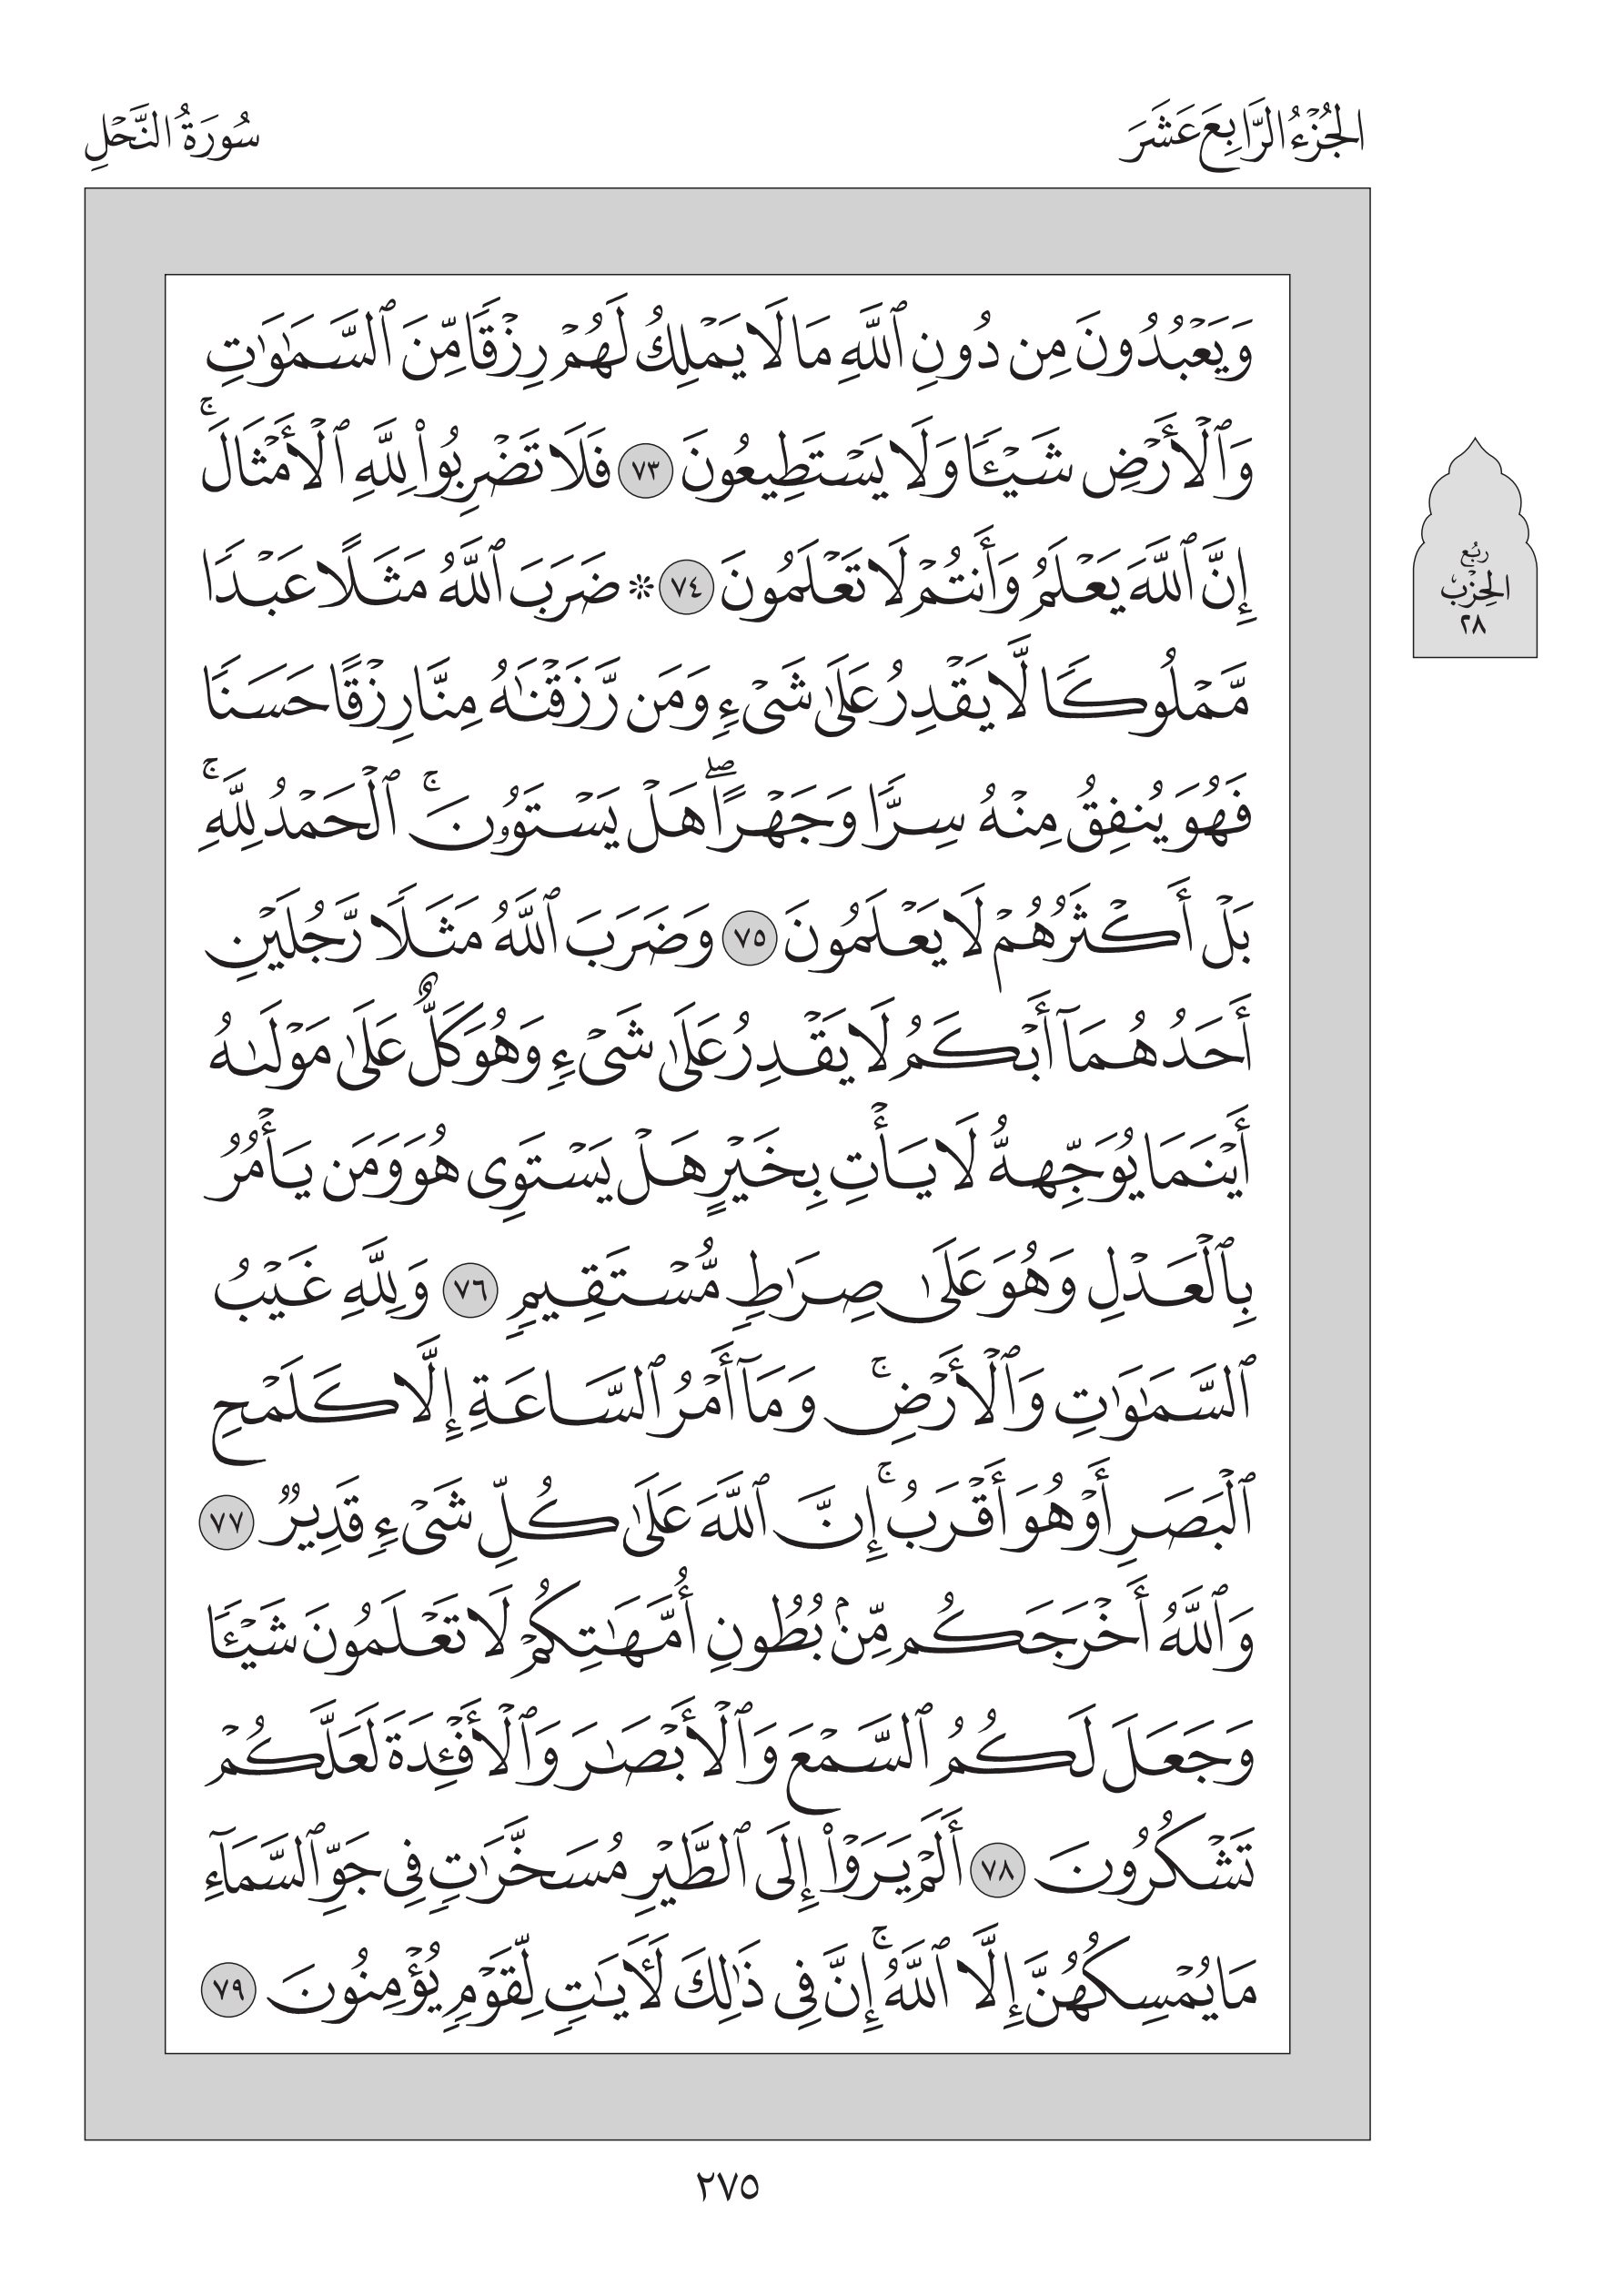 الجُزْءُ الرَّابِعَ عَشَرَ
سُورَةُ النَّحْلِ
وَيَعْبُدُونَ مِن دُونِ ٱللَّهِ مَا لَا يَمْلِكُ لَهُمْ رِزْقًا مِّنَ ٱلسَّمَٰوَٰتِ
وَٱلْأَرْضِ شَيْـًٔا وَلَا يَسْتَطِيعُونَ ٧٣ فَلَا تَضْرِبُوا۟ لِلَّهِ ٱلْأَمْثَالَ ۚ
إِنَّ ٱللَّهَ يَعْلَمُ وَأَنتُمْ لَا تَعْلَمُونَ ٧٤ ۞ ضَرَبَ ٱللَّهُ مَثَلًا عَبْدًا
مَّمْلُوكًا لَّا يَقْدِرُ عَلَىٰ شَىْءٍ وَمَن رَّزَقْنَٰهُ مِنَّا رِزْقًا حَسَنًا
فَهُوَ يُنفِقُ مِنْهُ سِرًّا وَجَهْرًا ۖ هَلْ يَسْتَوُۥنَ ۚ ٱلْحَمْدُ لِلَّهِ ۚ
بَلْ أَكْثَرُهُمْ لَا يَعْلَمُونَ ٧٥ وَضَرَبَ ٱللَّهُ مَثَلًا رَّجُلَيْنِ
أَحَدُهُمَآ أَبْكَمُ لَا يَقْدِرُ عَلَىٰ شَىْءٍ وَهُوَ كَلٌّ عَلَىٰ مَوْلَىٰهُ
أَيْنَمَا يُوَجِّههُّ لَا يَأْتِ بِخَيْرٍ هَلْ يَسْتَوِى هُوَ وَمَن يَأْمُرُ
بِٱلْعَدْلِ وَهُوَ عَلَىٰ صِرَٰطٍ مُّسْتَقِيمٍ ٧٦ وَلِلَّهِ غَيْبُ
ٱلسَّمَٰوَٰتِ وَٱلْأَرْضِ ۚ وَمَآ أَمْرُ ٱلسَّاعَةِ إِلَّا كَلَمْحِ
ٱلْبَصَرِ أَوْ هُوَ أَقْرَبُ ۚ إِنَّ ٱللَّهَ عَلَىٰ كُلِّ شَىْءٍ قَدِيرٌ ٧٧
وَٱللَّهُ أَخْرَجَكُم مِّنۢ بُطُونِ أُمَّهَٰتِكُمْ لَا تَعْلَمُونَ شَيْـًٔا
وَجَعَلَ لَكُمُ ٱلسَّمْعَ وَٱلْأَبْصَٰرَ وَٱلْأَفْـِٔدَةَ لَعَلَّكُمْ
تَشْكُرُونَ ٧٨ أَلَمْ يَرَوْا۟ إِلَى ٱلطَّيْرِ مُسَخَّرَٰتٍ فِى جَوِّ ٱلسَّمَآءِ
مَا يُمْسِكُهُنَّ إِلَّا ٱللَّهُ ۚ إِنَّ فِى ذَٰلِكَ لَـَٔايَٰتٍ لِّقَوْمٍ يُؤْمِنُونَ ٧٩
رُبُع
الحِزْب
٢٨
٢٧٥